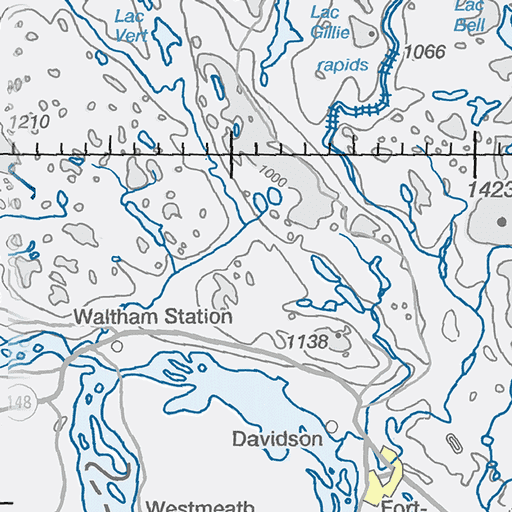 Lac
Vert
Lac
Gillie
Lac
Bell
1066
rapids
1210
1000
1423
Waltham Station
1138
148
Davidson
Westmeath
Fort-